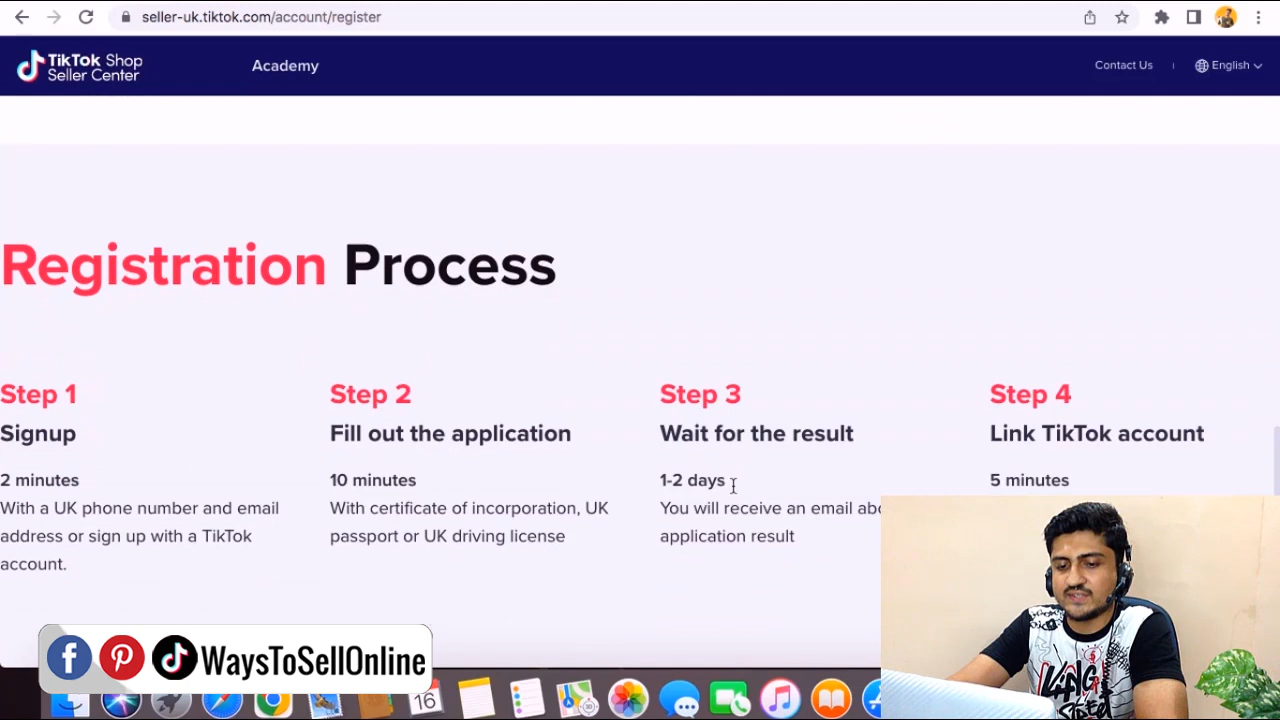 seller-uk.tiktok.com/account/register
TikTok Shop
Seller Center
Academy
Contact Us
English
Registration Process
Step 1
Signup
2 minutes
With a UK phone number and email
address or sign up with a TikTok
account.
Step 2
Fill out the application
10 minutes
With certificate of incorporation, UK
passport or UK driving license
Step 3
Wait for the result
1-2 days
You will receive an email
application result
Step 4
Link TikTok account
5 minutes
WaysToSellOnline
16